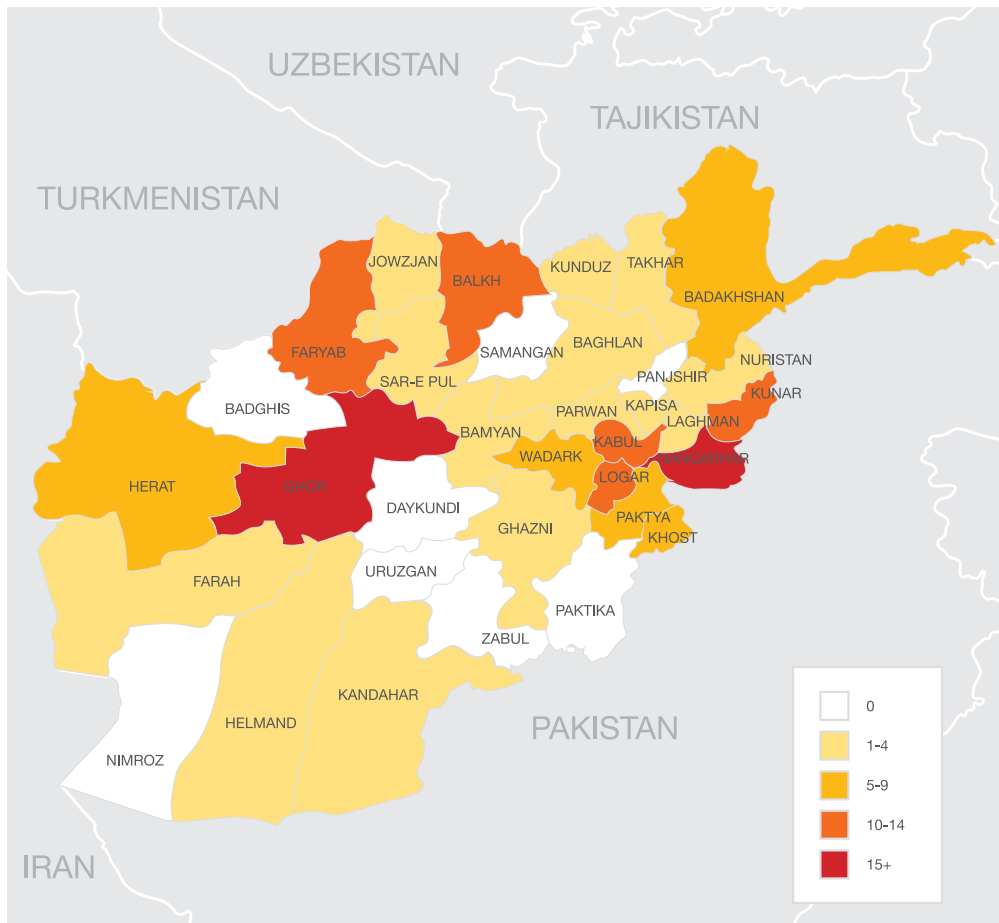 UZBEKISTAN
TAJIKISTAN
TURKMENISTAN
JOWZJAN
BALKH
KUNDUZ
TAKHAR
BADAKHSHAN
FARYAB
SAMANGAN
BAGHLAN
NURISTAN
PANJSHIR
SAR-E PUL
KUNAR
BADGHIS
PARWAN
KAPISA
LAGHMAN
BAMYAN
KABUL
WADARK
NANGARHAR
HERAT
GHOR
LOGAR
DAYKUNDI
PAKTYA
GHAZNI
KHOST
URUZGAN
FARAH
PAKTIKA
ZABUL
KANDAHAR
HELMAND
PAKISTAN
NIMROZ
IRAN
0
1-4
5-9
10-14
15+